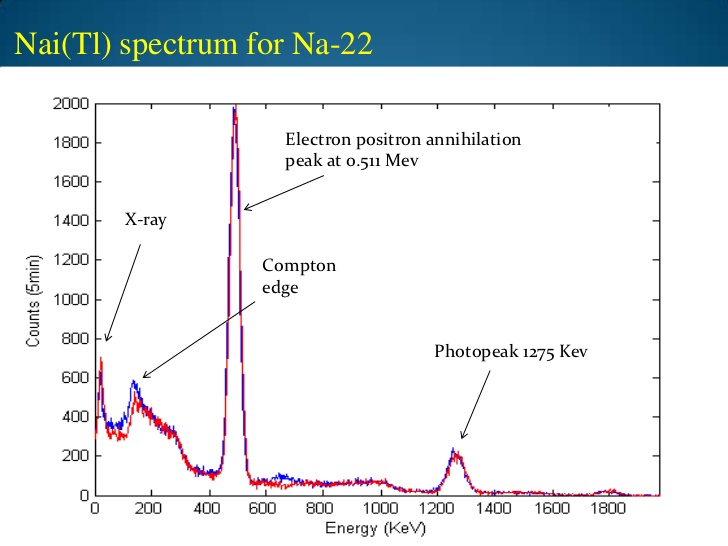 Nai(Tl) spectrum for Na-22
2000
1800
1600
1400
1200
1000
800
600
400
200
0
Counts (5min)
Electron positron annihilation
peak at 0.511 Mev
X-ray
Compton
edge
Photopeak 1275 Kev
0 200 400 600 800 1000 1200 1400 1600 1800
Energy (KeV)